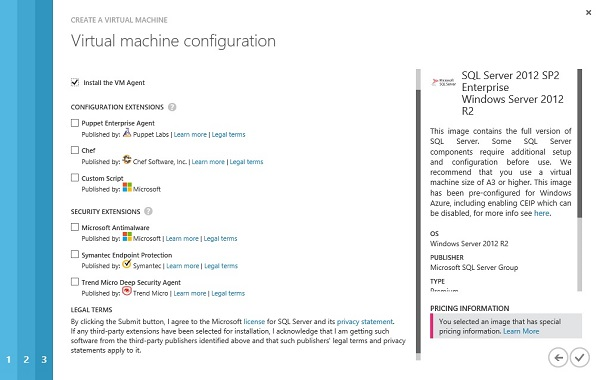 CREATE A VIRTUAL MACHINE
Virtual machine configuration
Install the VM Agent
CONFIGURATION EXTENSIONS ?
Puppet Enterprise Agent
Published by: Puppet Labs | Learn more | Legal terms
Chef
Published by: Chef Software, Inc. | Learn more | Legal terms
Custom Script
Published by: Microsoft
SECURITY EXTENSIONS ?
Microsoft Antimalware
Published by: Microsoft | Learn more | Legal terms
Symantec Endpoint Protection
Published by: Symantec | Learn more | Legal terms
Trend Micro Deep Security Agent
Published by: Trend Micro | Learn more | Legal terms
LEGAL TERMS
By clicking the Submit button, I agree to the Microsoft license for SQL Server and its privacy statement.
If any third-party extensions have been selected for installation, I acknowledge that I am getting such
software from the third-party publishers identified above and that such publishers' legal terms and privacy
statements apply to it.
Microsoft
SQL Server
SQL Server 2012 SP2
Enterprise
Windows Server 2012
R2
This image contains the full version of
SQL Server. Some SQL Server
components require additional setup
and configuration before use. We
recommend that you use a virtual
machine size of A3 or higher. This image
has been pre-configured for Windows
Azure, including enabling CEIP which can
be disabled, for more info see here.
OS
Windows Server 2012 R2
PUBLISHER
Microsoft SQL Server Group
TYPE
Premium
PRICING INFORMATION
You selected an image that has special
pricing information. Learn More
1 2 3